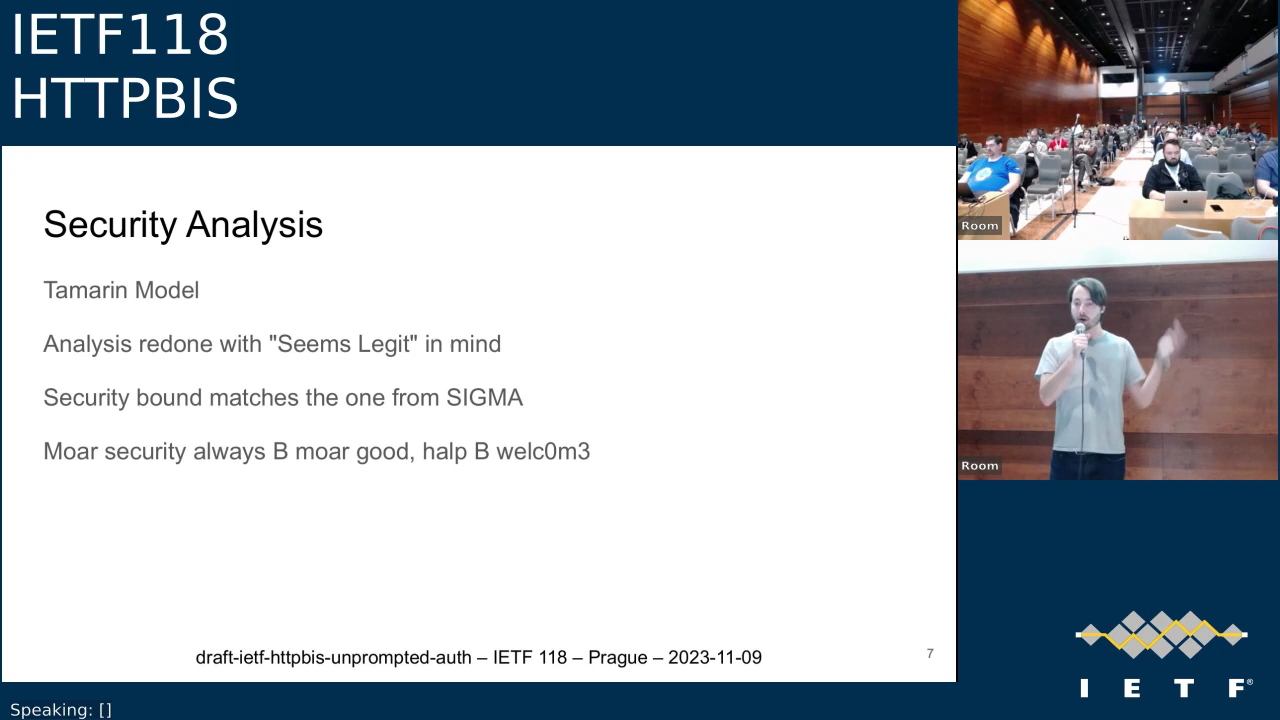 IETF118
HTTPBIS
Security Analysis
Tamarin Model
Analysis redone with "Seems Legit" in mind
Security bound matches the one from SIGMA
Moar security always B moar good, halp B welc0m3
draft-ietf-httpbis-unprompted-auth – IETF 118 – Prague – 2023-11-09
7
Room
Room
I E T F®
Speaking: []